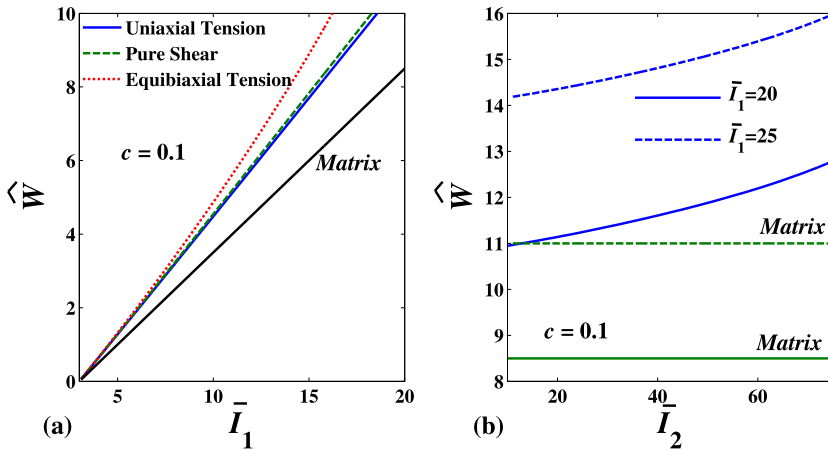 10
8
6
4
2
0
5
10
15
20
Uniaxial Tension
Pure Shear
Equibiaxial Tension
c = 0.1
Matrix
Ŵ
(a)
Ī₁
16
15
14
13
12
11
10
9
8
20
40
60
Ī₁=20
Ī₁=25
Matrix
c = 0.1
Matrix
Ŵ
(b)
Ī₂